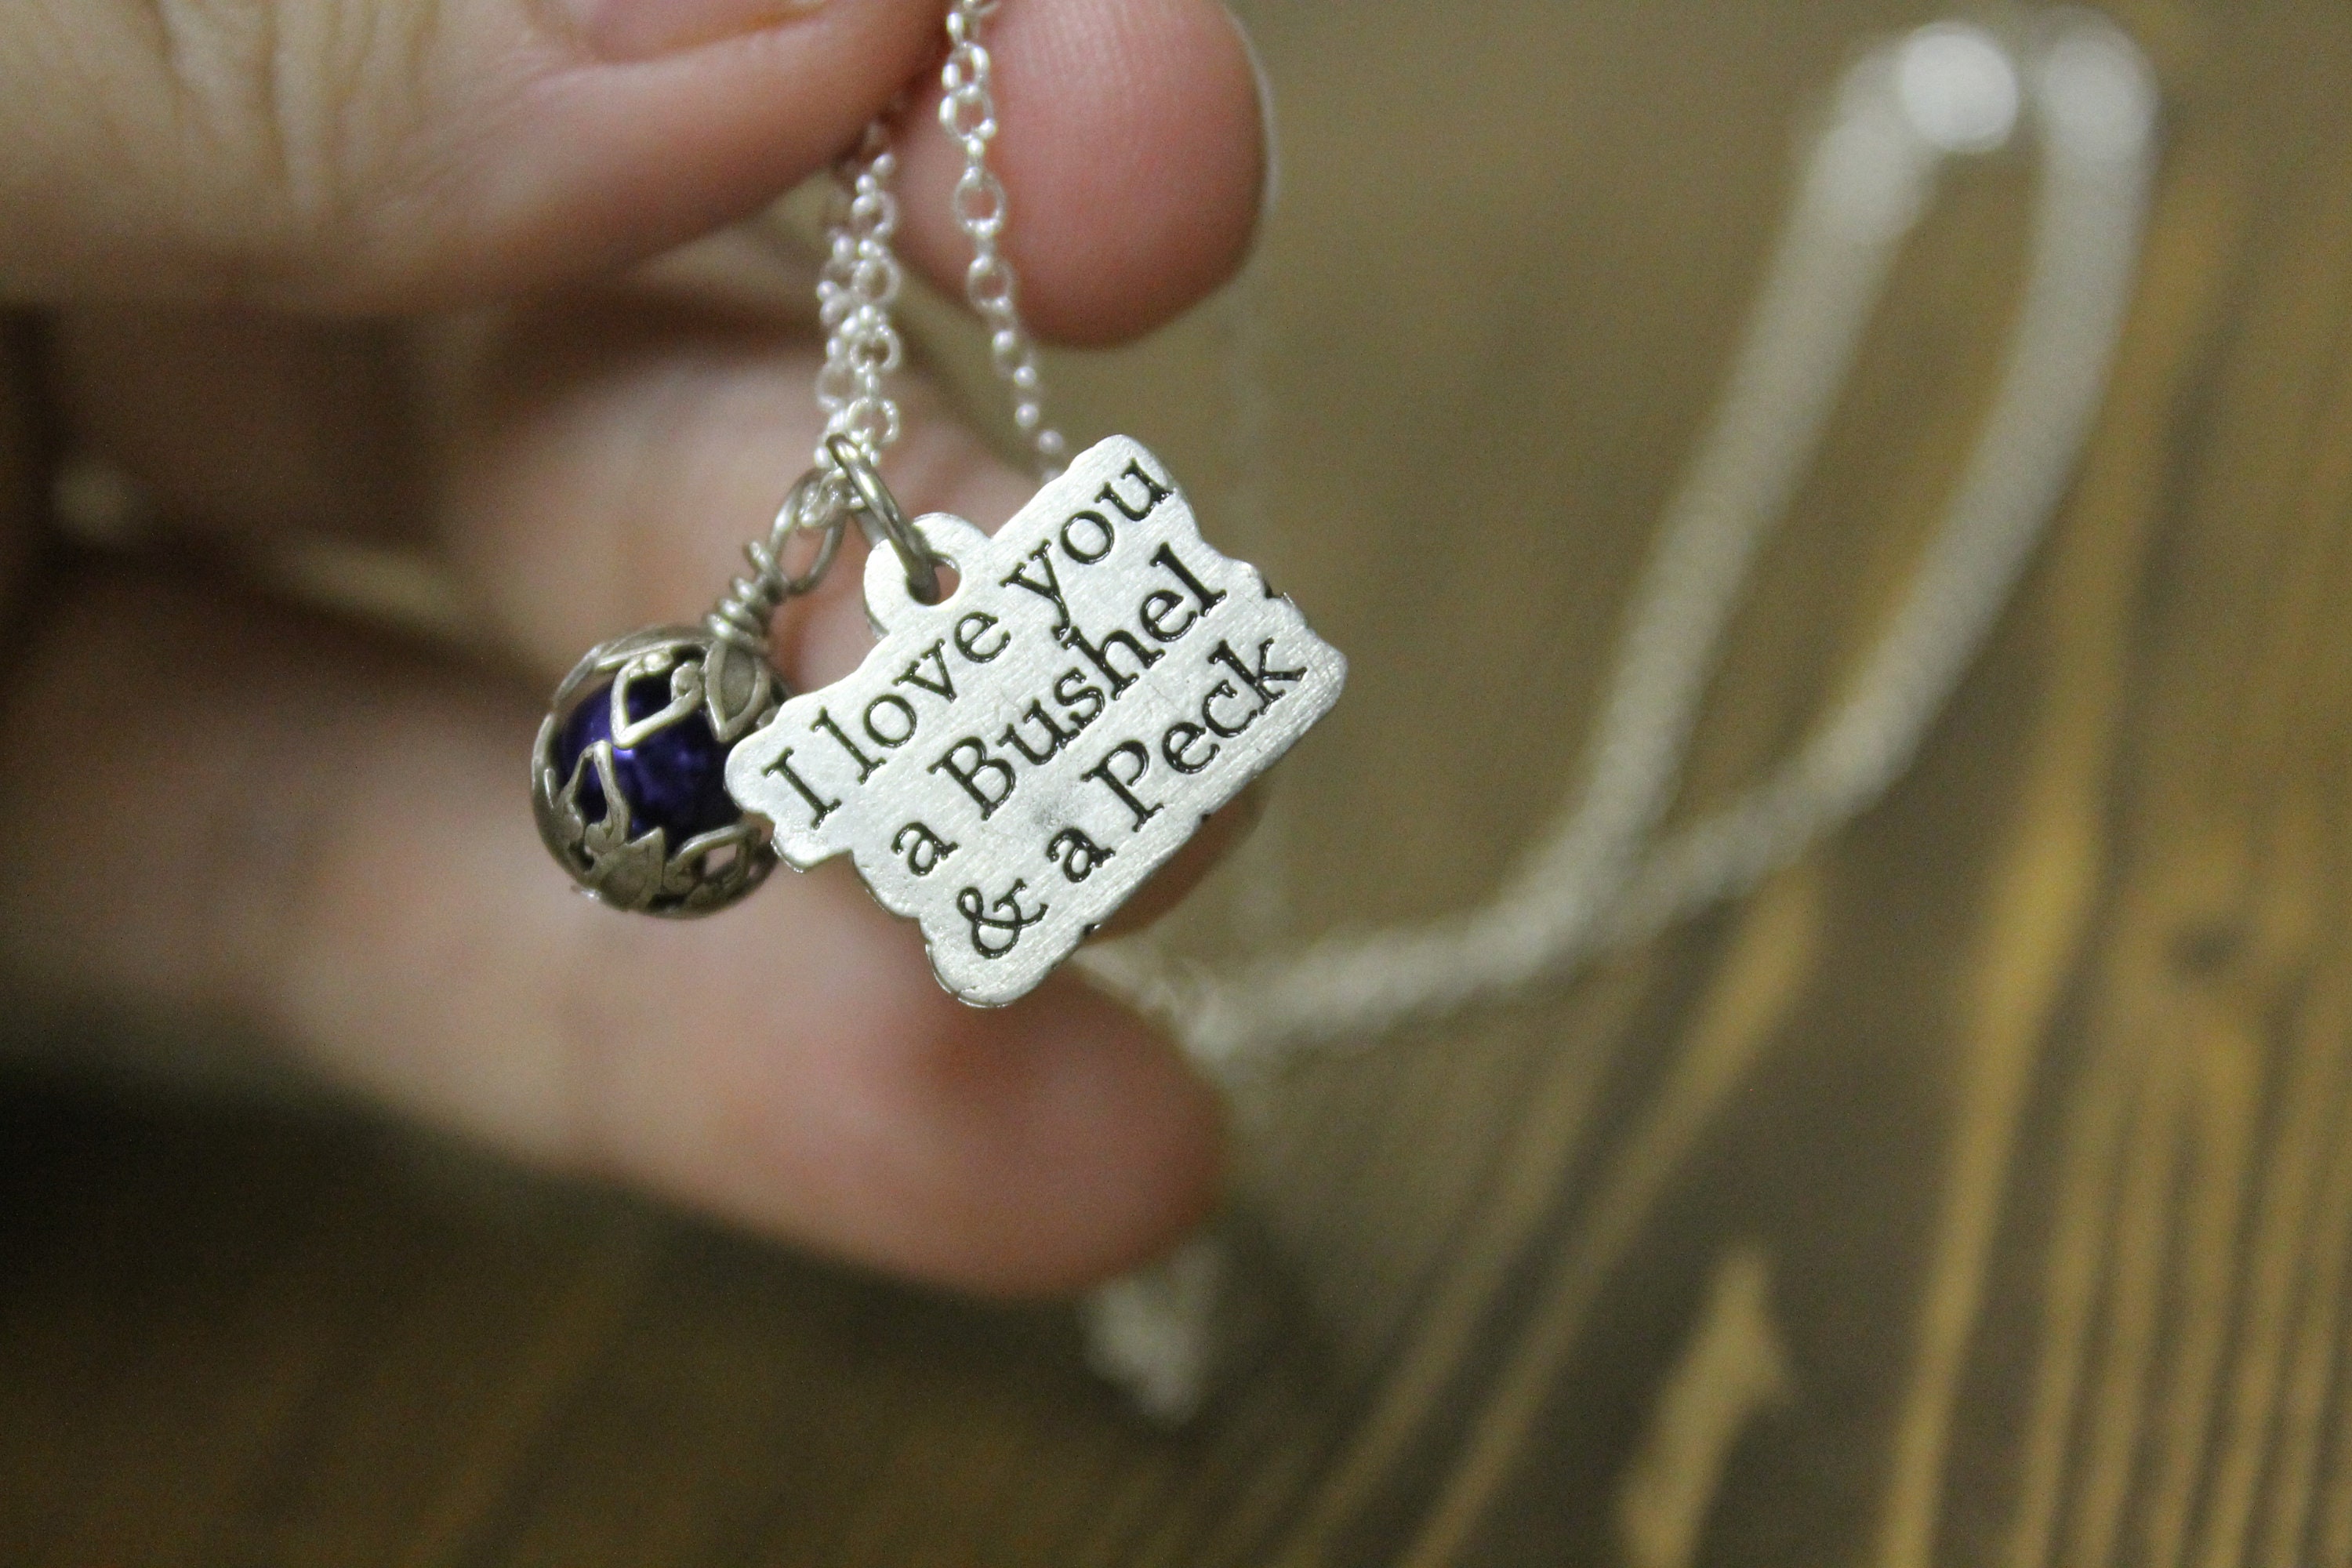 I love you
a Bushel
& a Peck